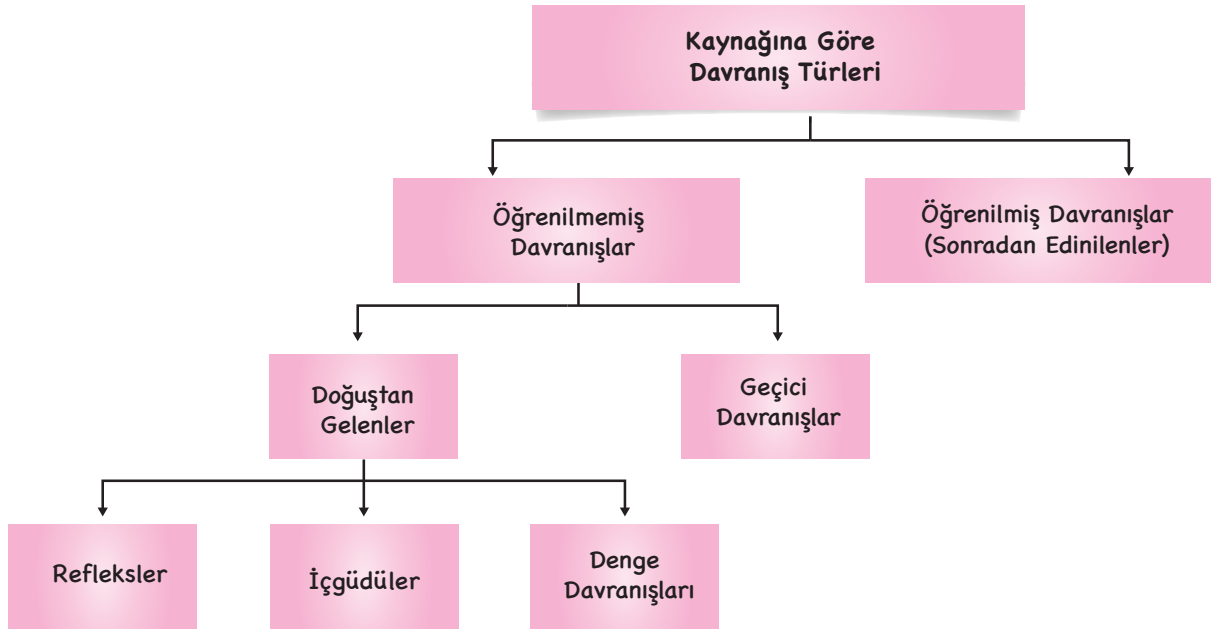 Kaynağına Göre
Davranış Türleri
Öğrenilmemiş
Davranışlar
Öğrenilmiş Davranışlar
(Sonradan Edinilenler)
Doğuştan
Gelenler
Geçici
Davranışlar
Refleksler
İçgüdüler
Denge
Davranışları